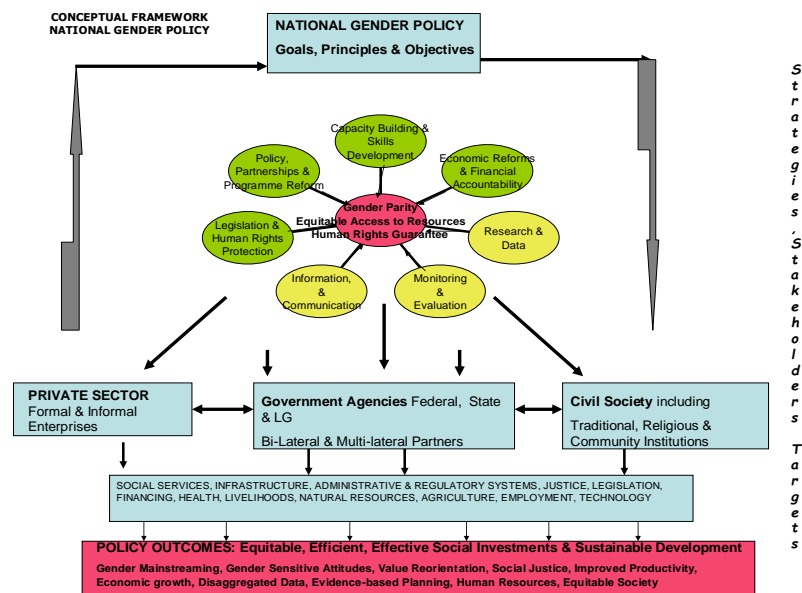 CONCEPTUAL FRAMEWORK
NATIONAL GENDER POLICY
NATIONAL GENDER POLICY
Goals, Principles & Objectives
Capacity Building &
Skills
Development
Policy,
Partnerships &
Programme Reform
Economic Reforms
& Financial
Accountability
Gender Parity
Equitable Access to Resources
Human Rights Guarantee
Legislation &
Human Rights
Protection
Research &
Data
Information,
&
Communication
Monitoring
&
Evaluation
PRIVATE SECTOR
Formal & Informal
Enterprises
Government Agencies Federal, State
& LG
Bi-Lateral & Multi-lateral Partners
Civil Society including
Traditional, Religious &
Community Institutions
SOCIAL SERVICES, INFRASTRUCTURE, ADMINISTRATIVE & REGULATORY SYSTEMS, JUSTICE, LEGISLATION,
FINANCING, HEALTH, LIVELIHOODS, NATURAL RESOURCES, AGRICULTURE, EMPLOYMENT, TECHNOLOGY
POLICY OUTCOMES: Equitable, Efficient, Effective Social Investments & Sustainable Development
Gender Mainstreaming, Gender Sensitive Attitudes, Value Reorientation, Social Justice, Improved Productivity,
Economic growth, Disaggregated Data, Evidence-based Planning, Human Resources, Equitable Society
Strategies, Stakeholders Targets